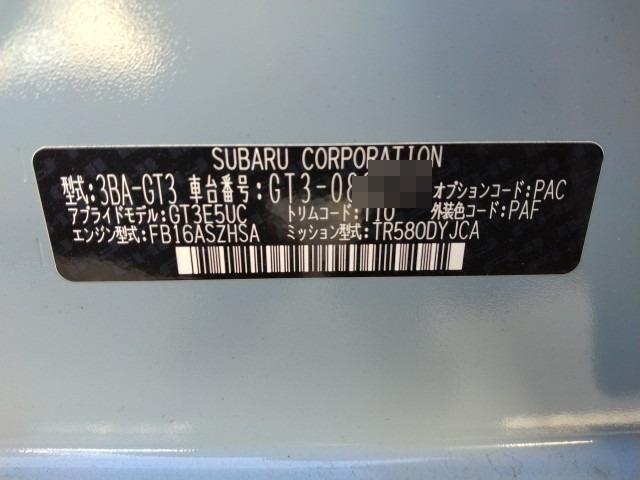 SUBARU CORPORATION
型式:3BA-GT3 車台番号:GT3-08 オプションコード:PAC
アプライドモデル:GT3E5UC トリムコード:110 外装色コード:PAF
エンジン型式:FB16ASZHSA ミッション型式:TR580DYJCA